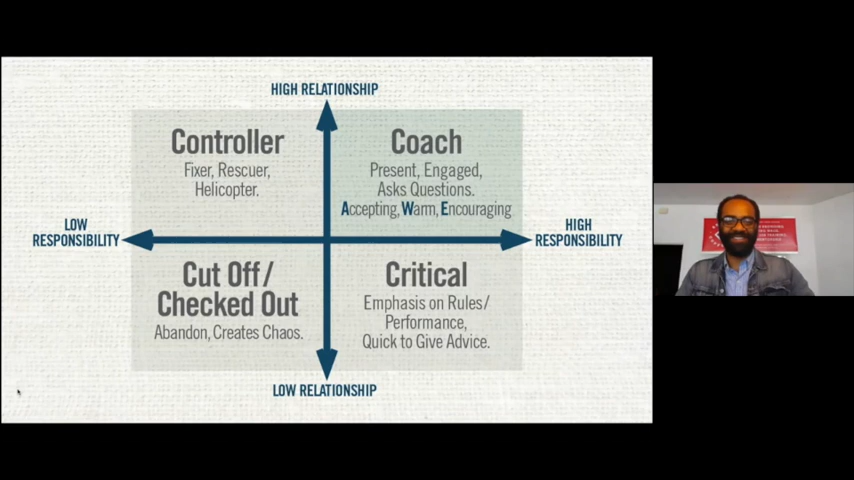 HIGH RELATIONSHIP
Controller
Fixer, Rescuer,
Helicopter.
Coach
Present, Engaged,
Asks Questions.
Accepting, Warm, Encouraging
LOW
RESPONSIBILITY
HIGH
RESPONSIBILITY
Cut Off/
Checked Out
Abandon, Creates Chaos.
Critical
Emphasis on Rules/
Performance,
Quick to Give Advice.
LOW RELATIONSHIP